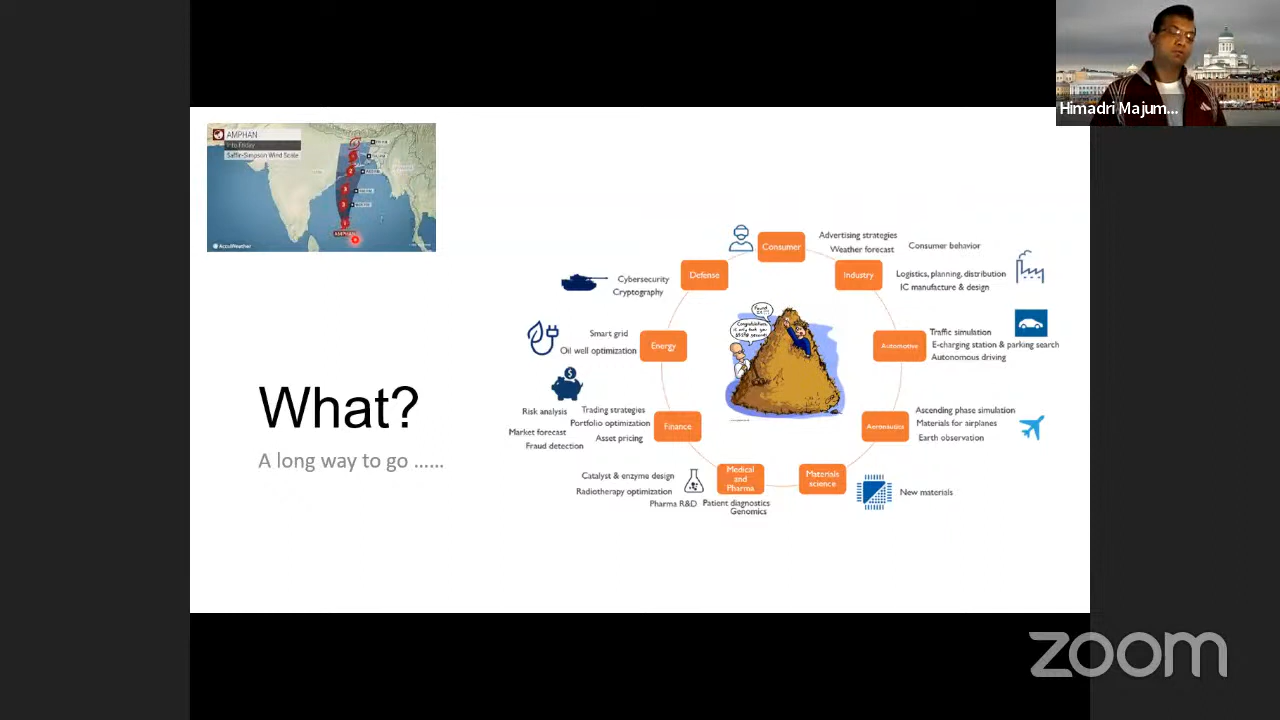 Himadri Majum...
AMPHAN
Into Friday
Saffir-Simpson Wind Scale
AMPHAN
AccuWeather
What?
A long way to go ......
Consumer
Advertising strategies
Weather forecast
Consumer behavior
Industry
Logistics, planning, distribution
IC manufacture & design
Automotive
Traffic simulation
E-charging station & parking search
Autonomous driving
Aeronautics
Ascending phase simulation
Materials for airplanes
Earth observation
Materials
science
New materials
Medical
and
Pharma
Catalyst & enzyme design
Radiotherapy optimization
Pharma R&D
Patient diagnostics
Genomics
Finance
Risk analysis
Trading strategies
Portfolio optimization
Market forecast
Asset pricing
Fraud detection
Energy
Smart grid
Oil well optimization
Defense
Cybersecurity
Cryptography
zoom